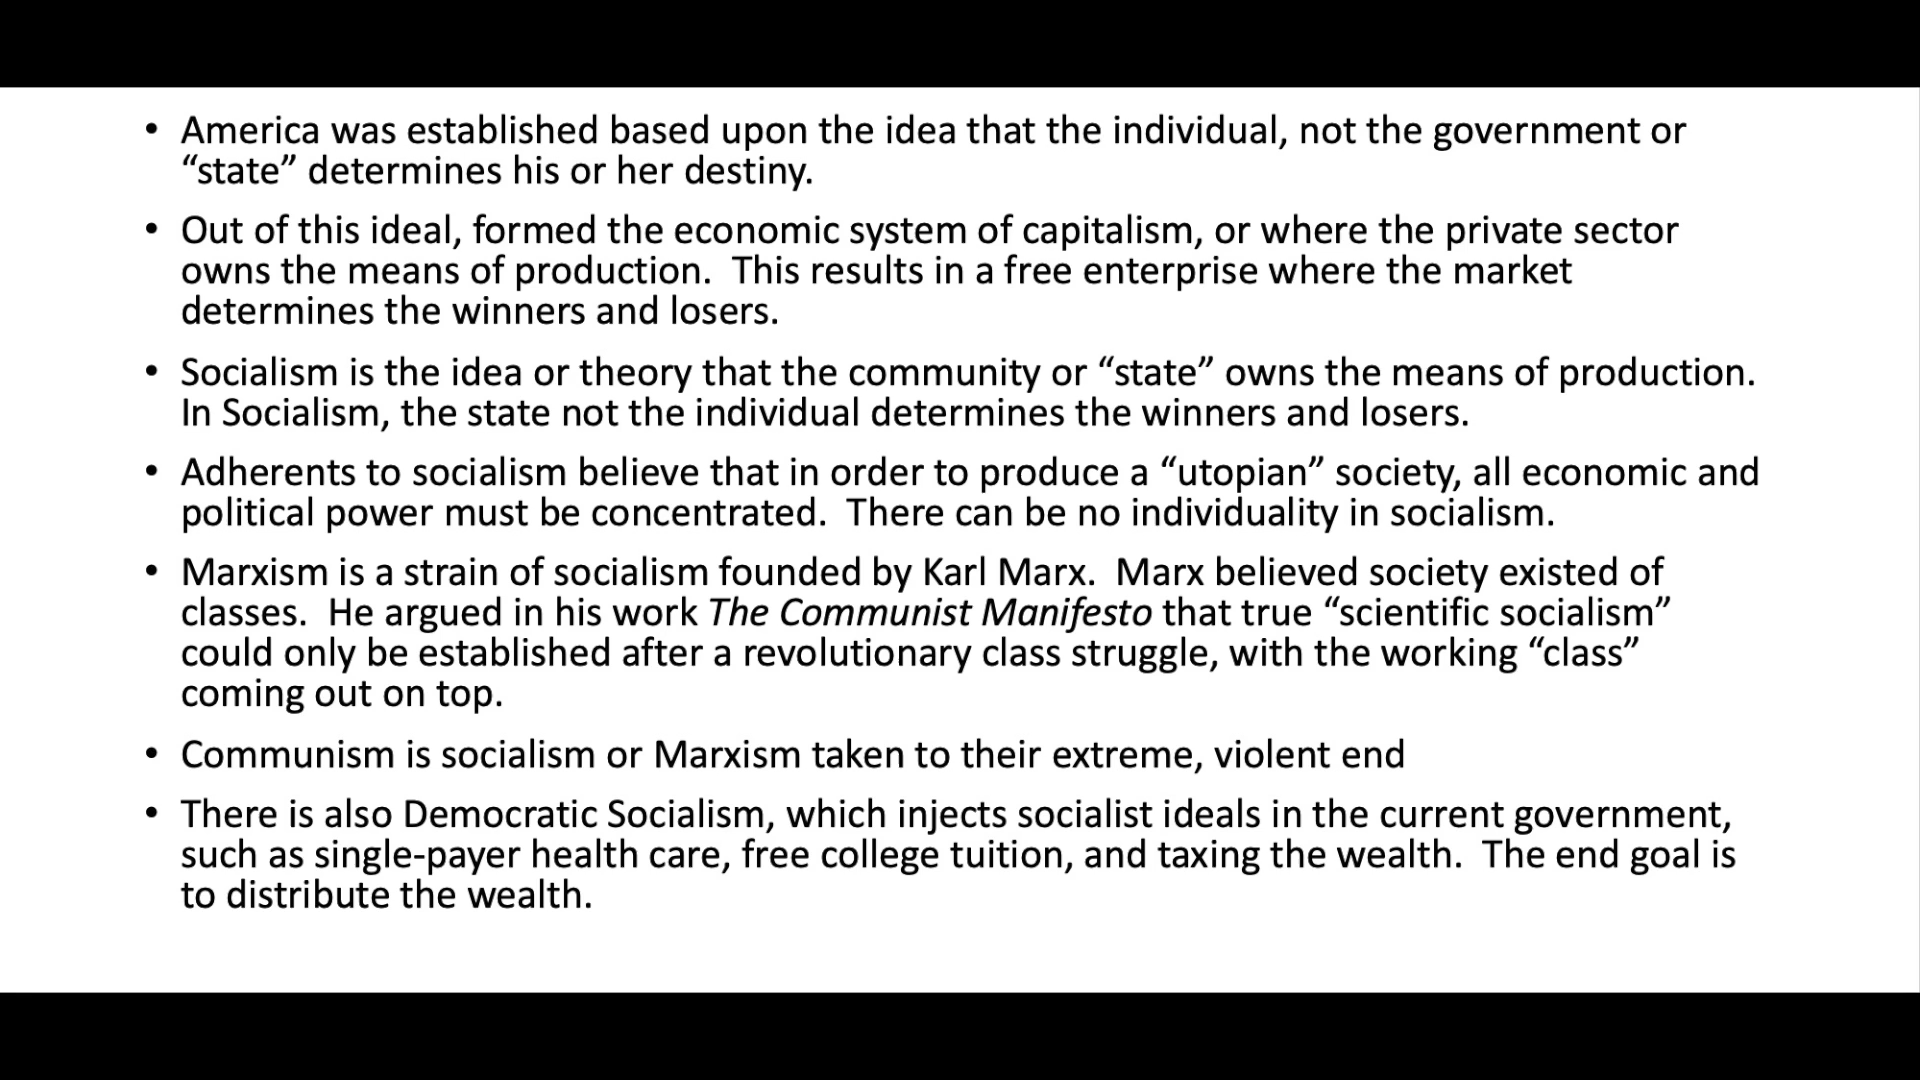 • America was established based upon the idea that the individual, not the government or
“state” determines his or her destiny.
• Out of this ideal, formed the economic system of capitalism, or where the private sector
owns the means of production.  This results in a free enterprise where the market
determines the winners and losers.
• Socialism is the idea or theory that the community or “state” owns the means of production.
In Socialism, the state not the individual determines the winners and losers.
• Adherents to socialism believe that in order to produce a “utopian” society, all economic and
political power must be concentrated.  There can be no individuality in socialism.
• Marxism is a strain of socialism founded by Karl Marx.  Marx believed society existed of
classes.  He argued in his work The Communist Manifesto that true “scientific socialism”
could only be established after a revolutionary class struggle, with the working “class”
coming out on top.
• Communism is socialism or Marxism taken to their extreme, violent end
• There is also Democratic Socialism, which injects socialist ideals in the current government,
such as single-payer health care, free college tuition, and taxing the wealth.  The end goal is
to distribute the wealth.